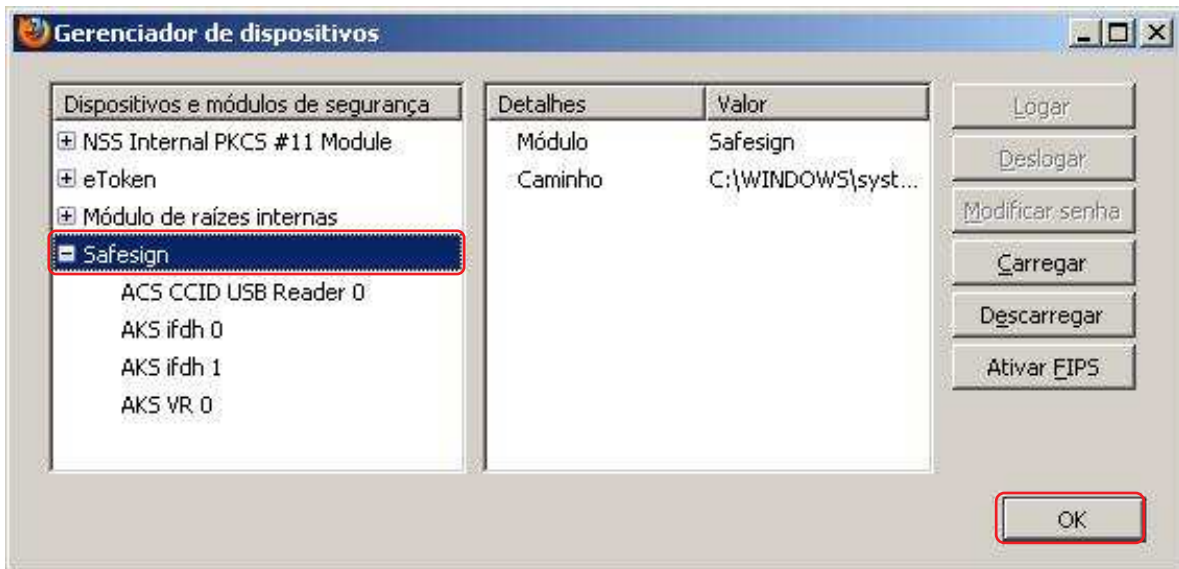 Gerenciador de dispositivos
Dispositivos e módulos de segurança
NSS Internal PKCS #11 Module
eToken
Módulo de raízes internas
Safesign
ACS CCID USB Reader 0
AKS ifdh 0
AKS ifdh 1
AKS VR 0
Detalhes Valor
Módulo Safesign
Caminho C:\WINDOWS\syst...
Logar
Deslogar
Modificar senha
Carregar
Descarregar
Ativar FIPS
OK